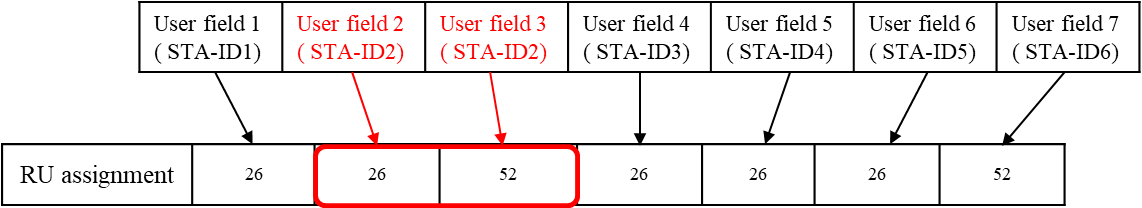 User field 1 User field 2 User field 3 User field 4 User field 5 User field 6 User field 7
( STA-ID1) ( STA-ID2) ( STA-ID2) ( STA-ID3) ( STA-ID4) ( STA-ID5) ( STA-ID6)
RU assignment 26 26 52 26 26 26 52